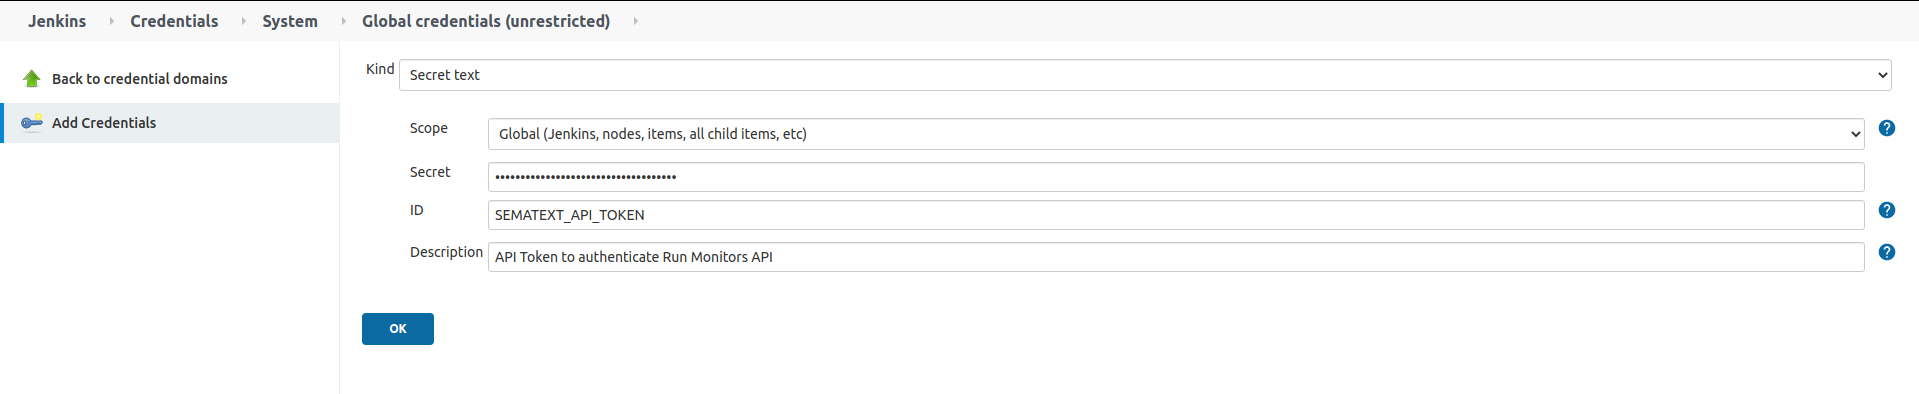 Jenkins Credentials System Global credentials (unrestricted)
Back to credential domains
Add Credentials
Kind Secret text
Scope Global (Jenkins, nodes, items, all child items, etc) ?
Secret ••••••••••••••••••••••••••••••••••••
ID SEMATEXT_API_TOKEN ?
Description API Token to authenticate Run Monitors API ?
OK